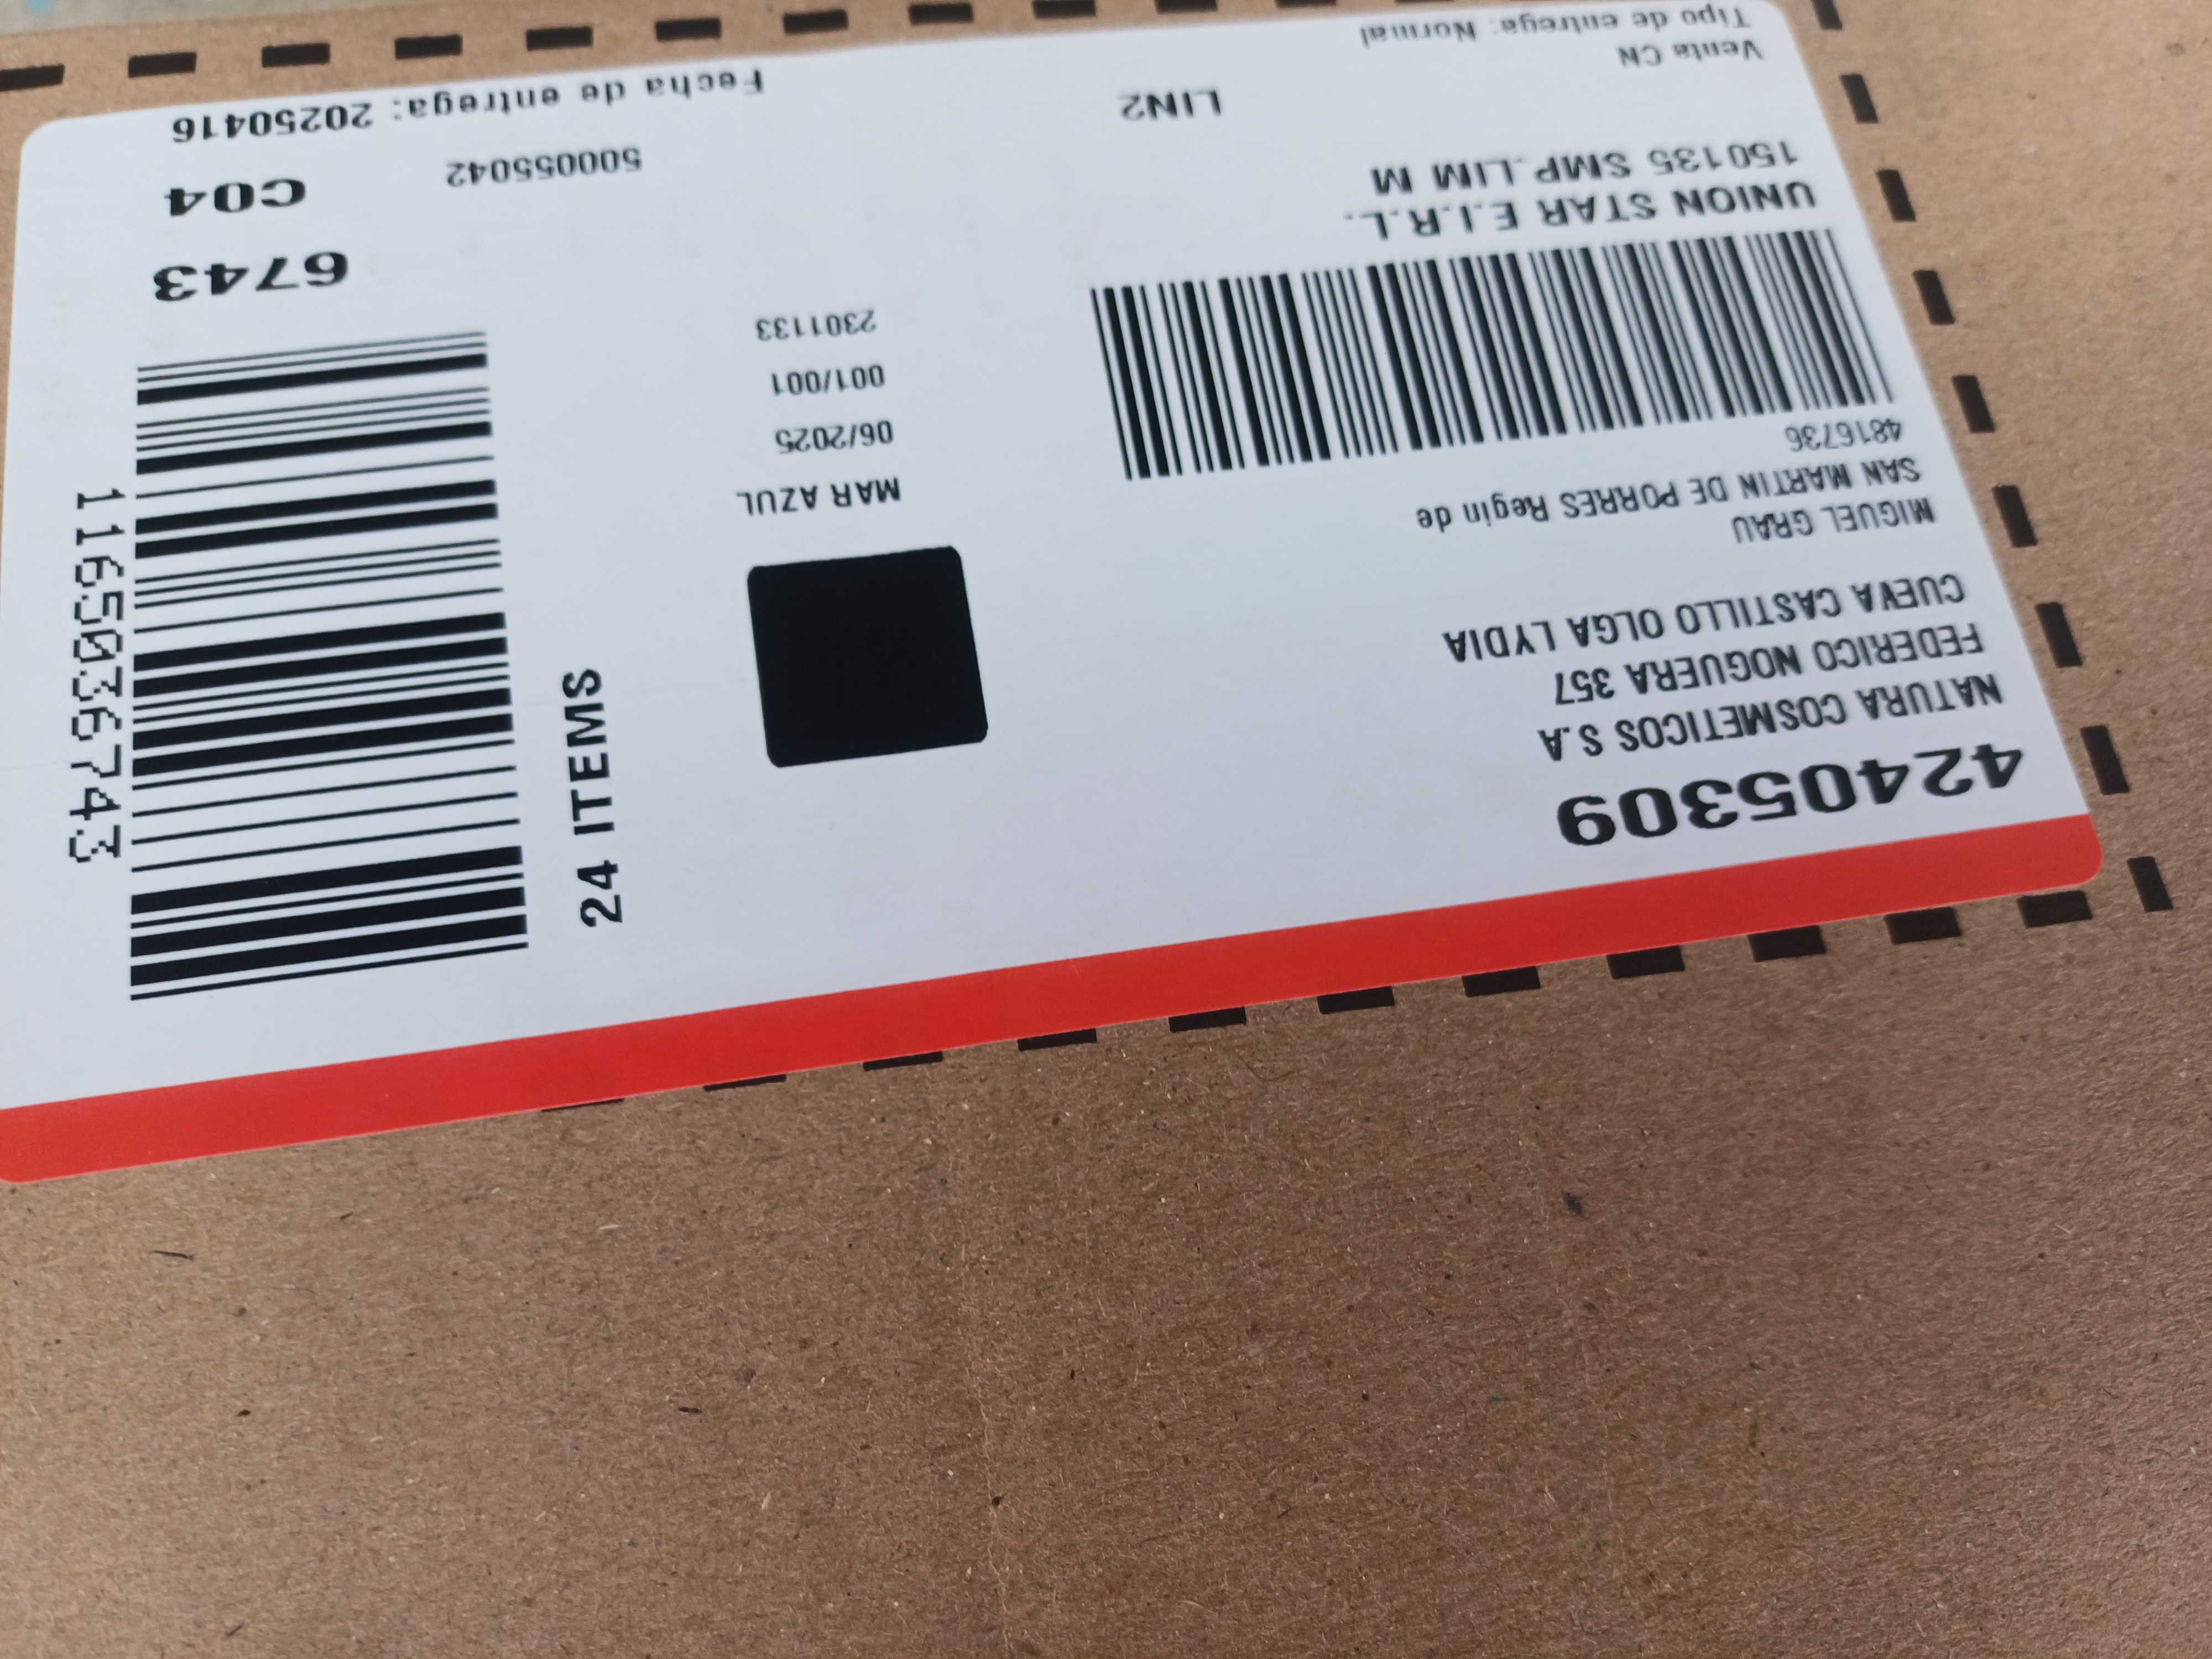 42405309
NATURA COSMETICOS S.A
FEDERICO NOGUERA 357
CUEVA CASTILLO OLGA LYDIA
MIGUEL GRAU
SAN MARTIN DE PORRES Regin de
4816736
UNION STAR E.I.R.L.
150135 SMP.LIM M
LIN2
Venta CN
Tipo de entrega: Normal
MAR AZUL
06/2025
001/001
2301133
24 ITEMS
1165036743
6743
C04
500055042
Fecha de entrega: 20250416